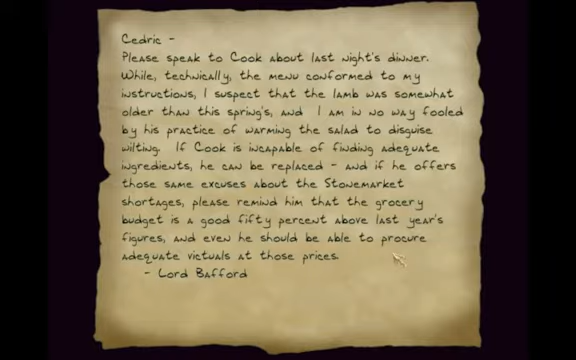 Cedric -
Please speak to Cook about last night's dinner.
While, technically, the menu conformed to my
instructions, I suspect that the lamb was somewhat
older than this spring's, and I am in no way fooled
by his practice of warming the salad to disguise
wilting. If Cook is incapable of finding adequate
ingredients, he can be replaced - and if he offers
those same excuses about the Stonemarket
shortages, please remind him that the grocery
budget is a good fifty percent above last year's
figures, and even he should be able to procure
adequate victuals at those prices.
- Lord Bafford